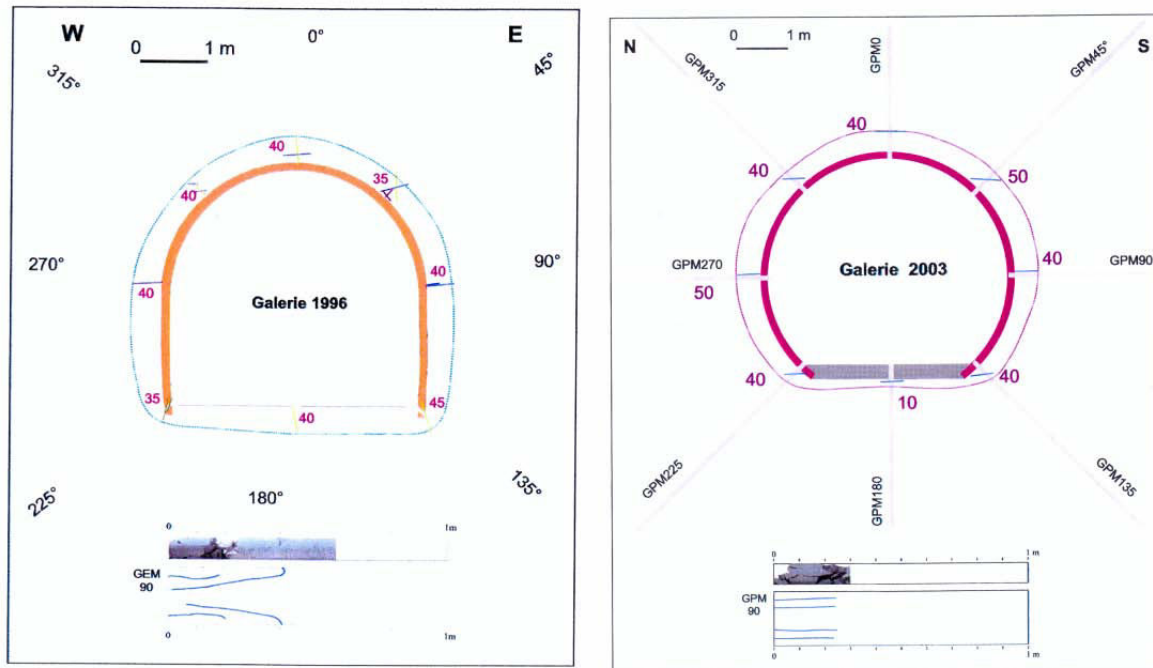 W
E
0 1 m
0°
315°
45°
40
35
40
270°
90°
40
40
Galerie 1996
35
40
45
225°
180°
135°
0 1m
GEM
90
0 1m
N
S
0 1 m
GPM315
GPM0
GPM45°
40
40
50
GPM270
50
Galerie 2003
40
GPM90
40
10
40
GPM225
GPM180
GPM135
0 1 m
GPM
90
0 1 m